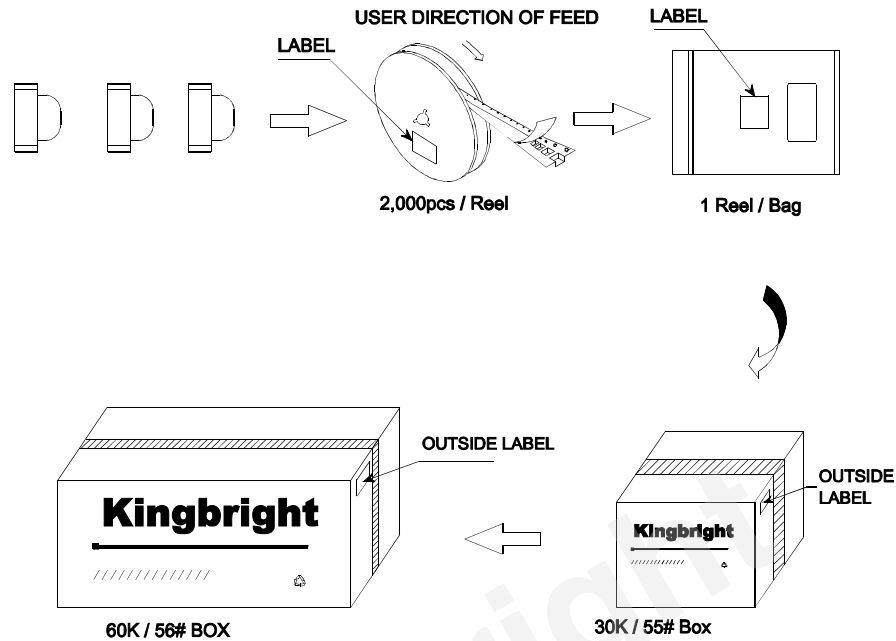 USER DIRECTION OF FEED
LABEL
LABEL
2,000pcs / Reel
1 Reel / Bag
OUTSIDE LABEL
OUTSIDE
LABEL
Kingbright
Kingbright
60K / 56# BOX
30K / 55# Box
right